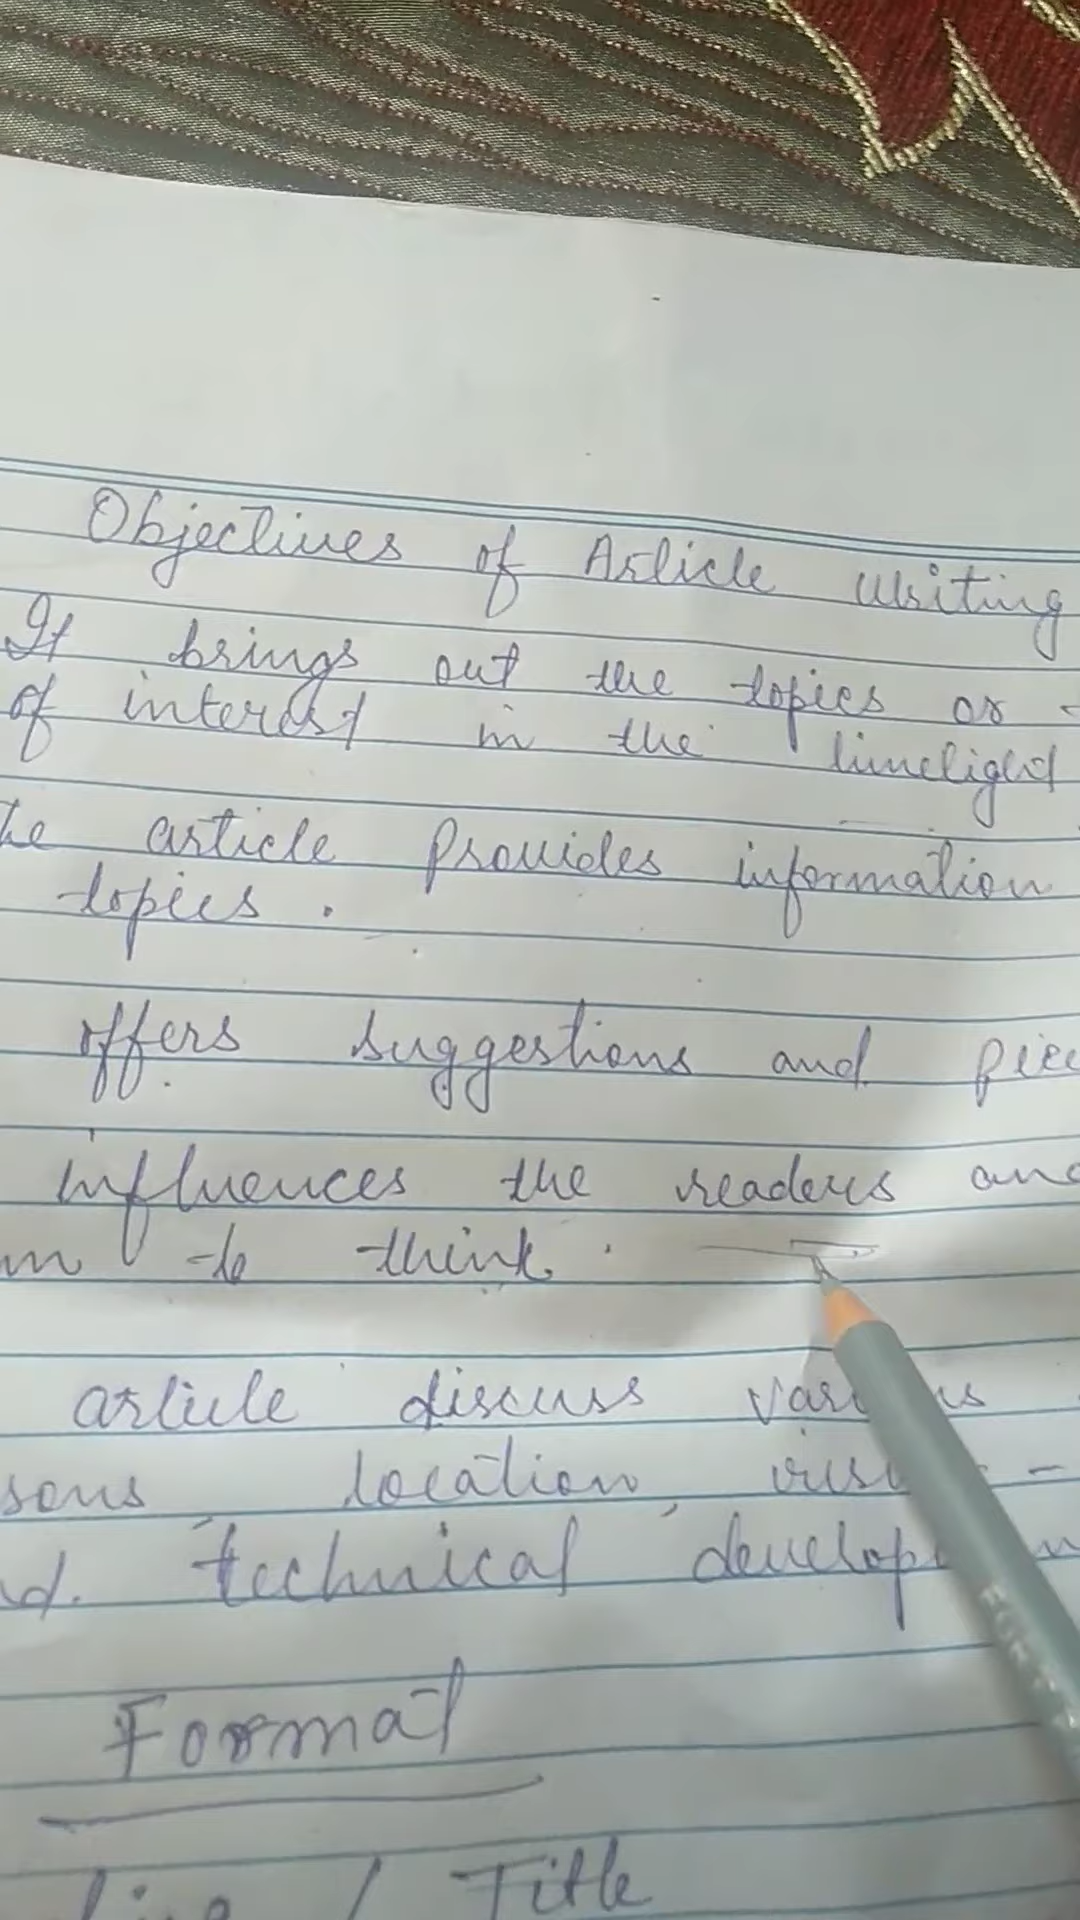 Objectives of Article writing
It brings out the topics or
of interest in the limelight
article provides information
topics.
offers suggestions and
influences the readers
to think.
article discuss
location
technical
Format
/ Title